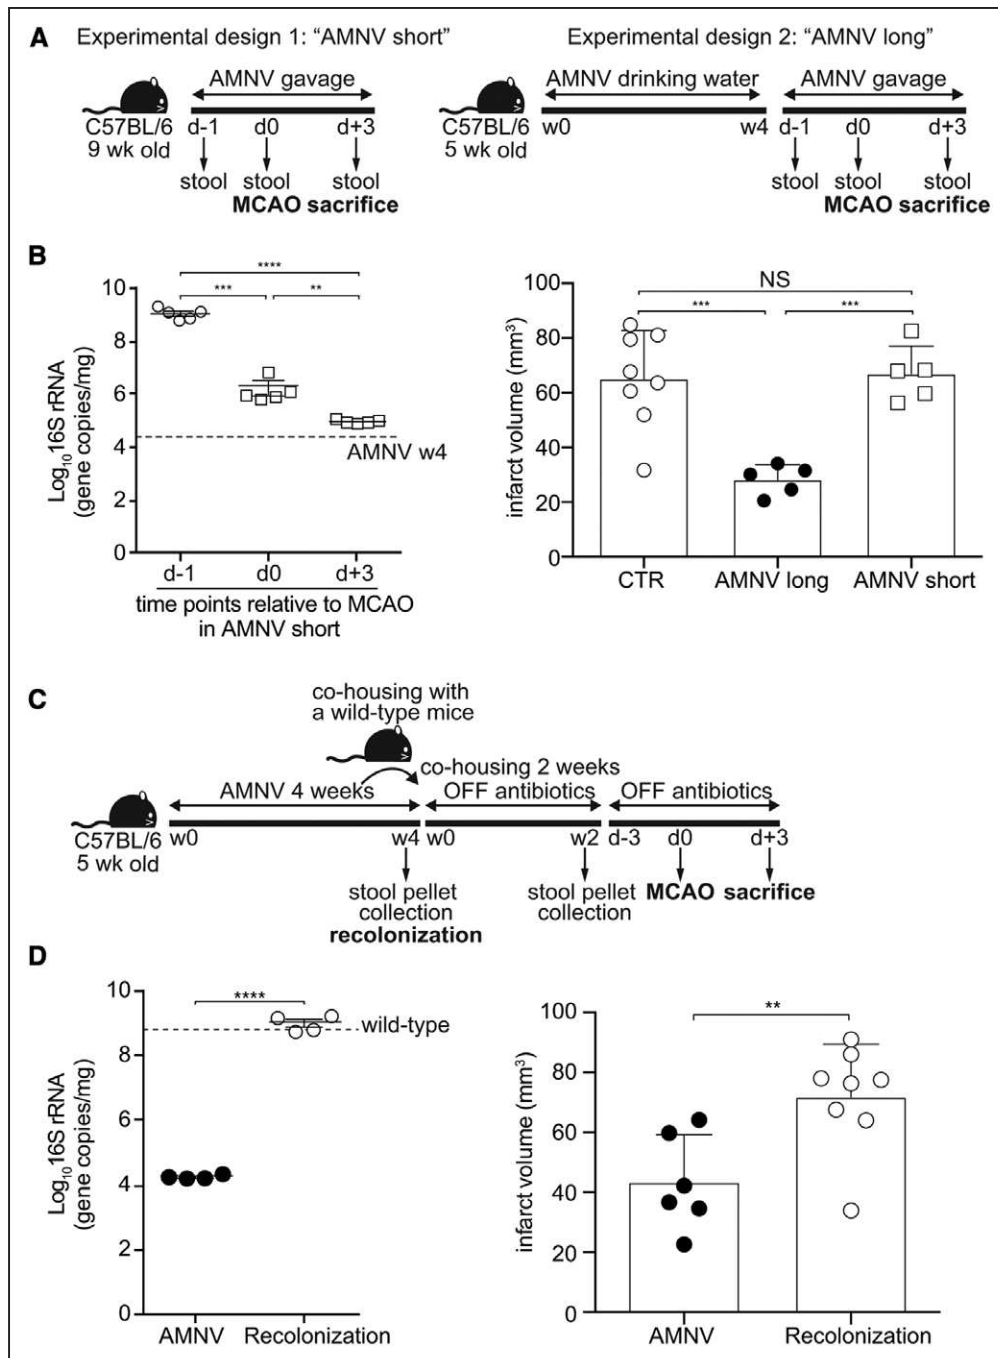 A
Experimental design 1: “AMNV short”
AMNV gavage
C57BL/6
9 wk old
d-1 d0 d+3
stool stool stool
MCAO sacrifice
Experimental design 2: “AMNV long”
AMNV drinking water AMNV gavage
C57BL/6
5 wk old
w0 w4 d-1 d0 d+3
stool stool stool
MCAO sacrifice
B
Log10 16S rRNA
(gene copies/mg)
10
8
6
4
2
0
****
*** **
AMNV w4
d-1 d0 d+3
time points relative to MCAO
in AMNV short
infarct volume (mm3)
100
80
60
40
20
0
NS
*** ***
CTR AMNV long AMNV short
C
co-housing with
a wild-type mice
co-housing 2 weeks
AMNV 4 weeks OFF antibiotics OFF antibiotics
C57BL/6
5 wk old
w0 w4 w0 w2 d-3 d0 d+3
stool pellet
collection
recolonization
stool pellet
collection
MCAO sacrifice
D
Log10 16S rRNA
(gene copies/mg)
10
8
6
4
2
0
****
wild-type
AMNV Recolonization
infarct volume (mm3)
100
80
60
40
20
0
**
AMNV Recolonization